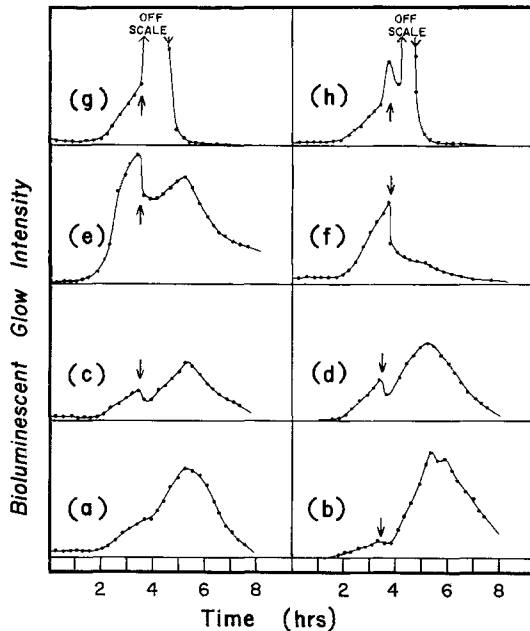 OFF
SCALE
OFF
SCALE
(g)
(h)
(e)
(f)
(c)
(d)
(a)
(b)
Bioluminescent Glow Intensity
2 4 6 8 2 4 6 8
Time (hrs)